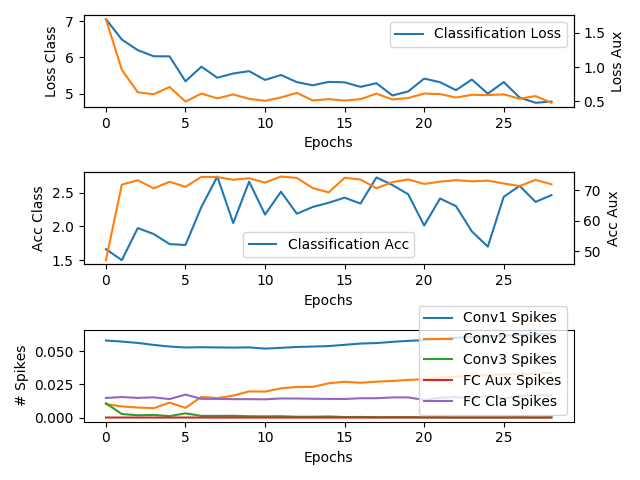 7
6
5
Loss Class
Classification Loss
1.5
1.0
0.5
Loss Aux
0 5 10 15 20 25
Epochs
2.5
2.0
1.5
Acc Class
Classification Acc
70
60
50
Acc Aux
0 5 10 15 20 25
Epochs
0.050
0.025
0.000
# Spikes
Conv1 Spikes
Conv2 Spikes
Conv3 Spikes
FC Aux Spikes
FC Cla Spikes
0 5 10 15 20 25
Epochs